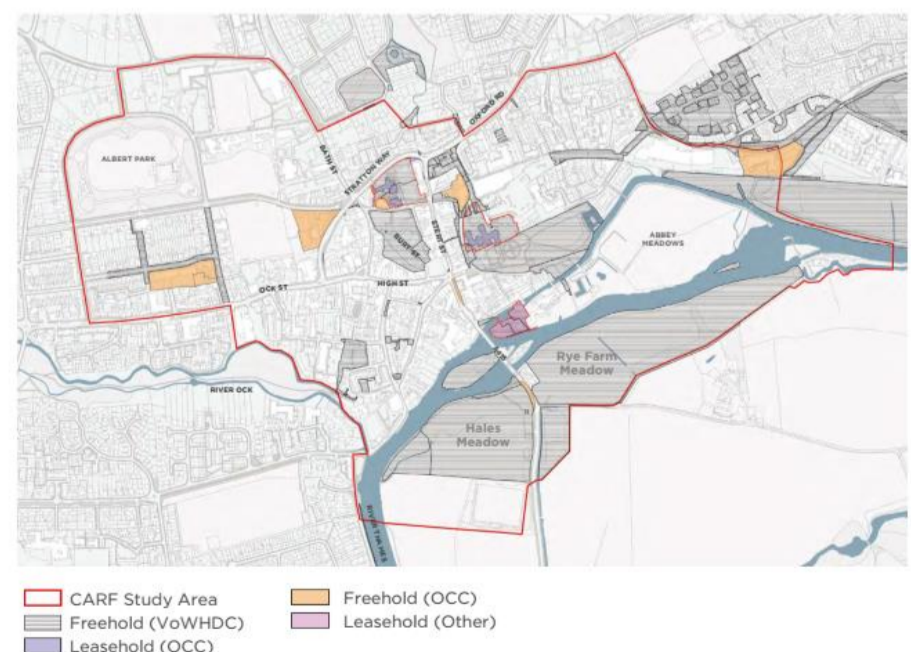 OXFORD RD
BATH ST
ALBERT PARK
STRATTON WAY
BURY ST
STERT ST
ABBEY
MEADOWS
OCK ST
HIGH ST
Rye Farm
Meadow
RIVER OCK
Hales
Meadow
RIVER THAMES
CARF Study Area
Freehold (VoWHDC)
Leasehold (OCC)
Freehold (OCC)
Leasehold (Other)